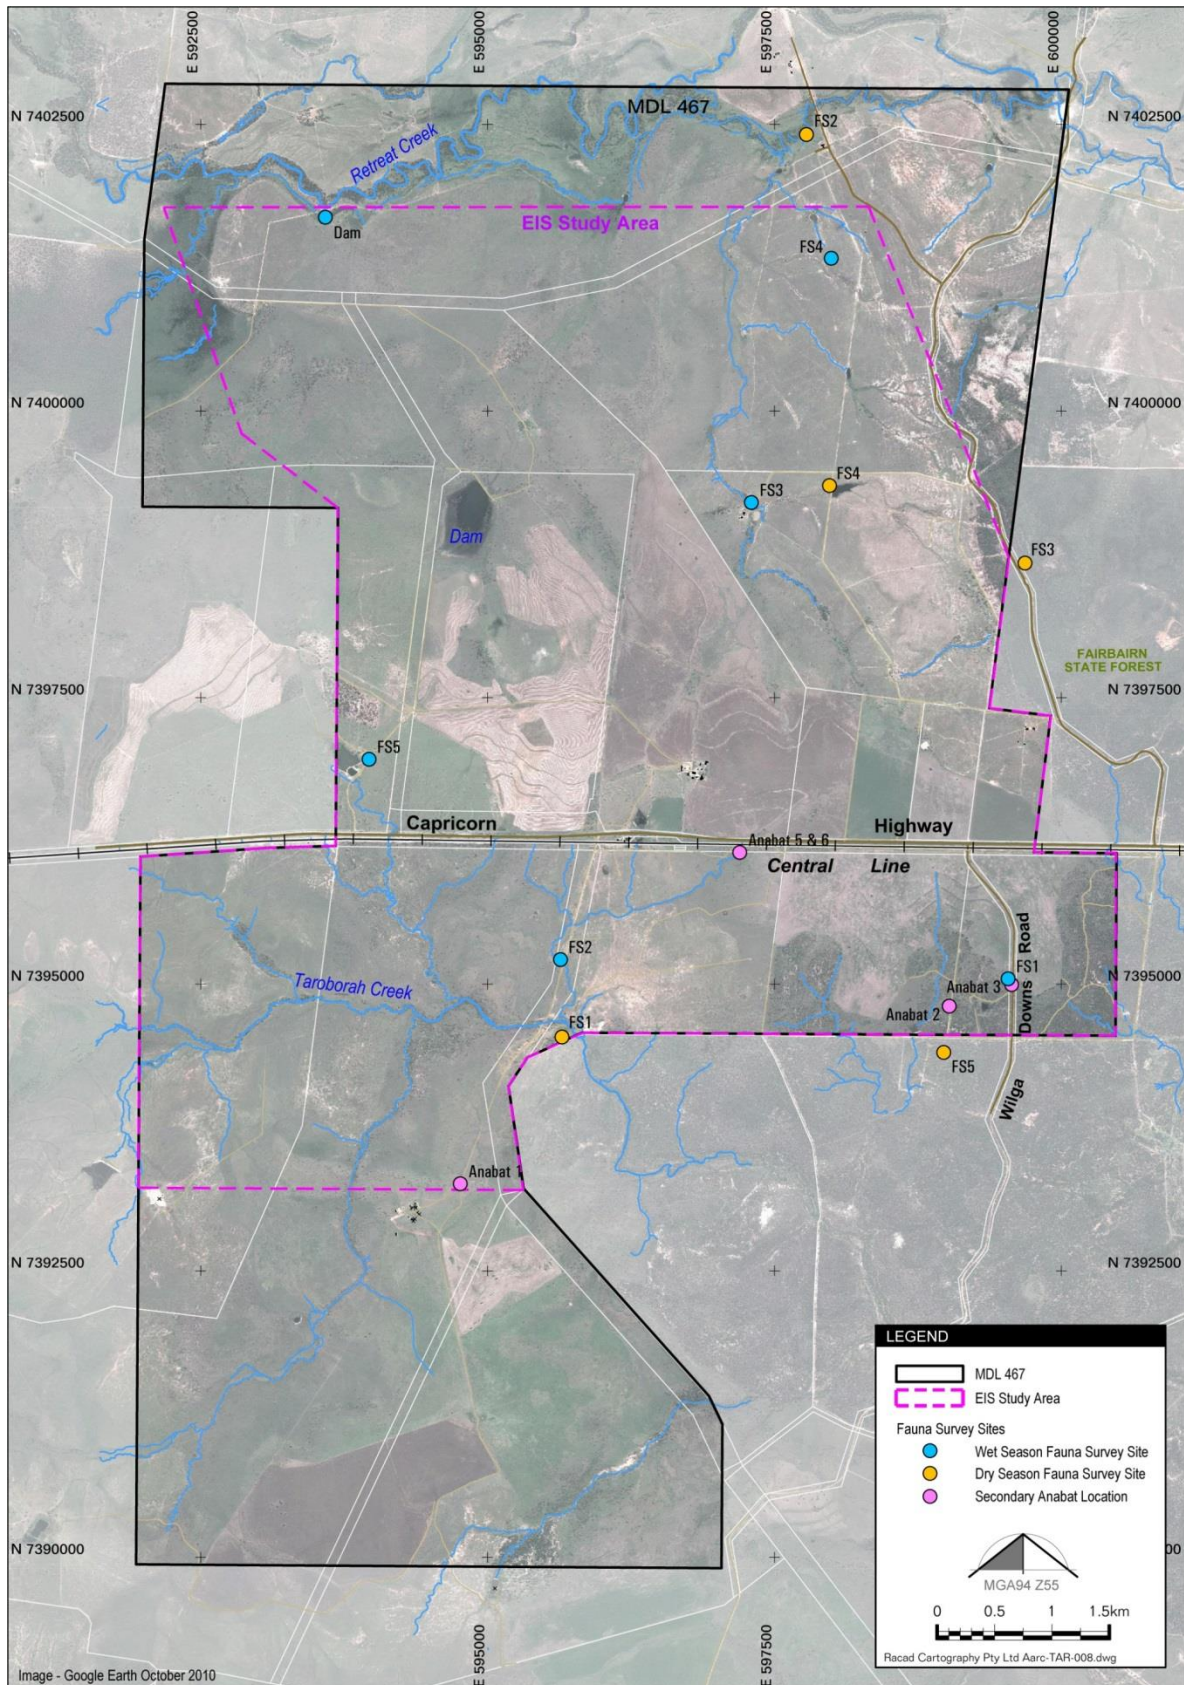 E 592500
E 595000
E 597500
E 600000
N 7402500
MDL 467
FS2
N 7402500
Retreat Creek
Dam
EIS Study Area
FS4
N 7400000
N 7400000
FS4
FS3
Dam
FS3
FAIRBAIRN
STATE FOREST
N 7397500
N 7397500
FS5
Capricorn
Highway
Anabat 5 & 6
Central Line
FS2
N 7395000
FS1
N 7395000
Taroborah Creek
Anabat 3
Anabat 2
FS1
Wilga Downs Road
FS5
Anabat 1
N 7392500
N 7392500
LEGEND
MDL 467
EIS Study Area
Fauna Survey Sites
Wet Season Fauna Survey Site
Dry Season Fauna Survey Site
Secondary Anabat Location
N 7390000
00
MGA94 Z55
0 0.5 1 1.5km
Racad Cartography Pty Ltd Aarc-TAR-008.dwg
E 595000
E 597500
Image - Google Earth October 2010